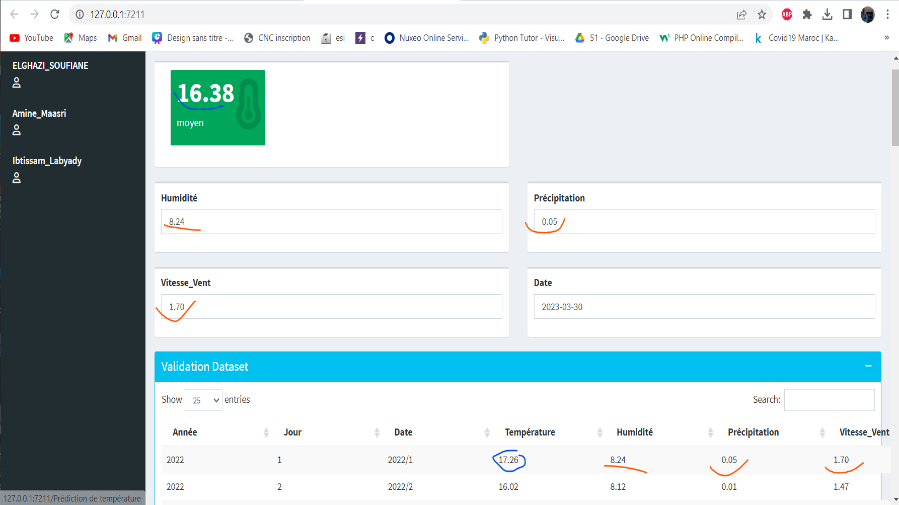 127.0.0.1:7211
YouTube Maps Gmail Design sans titre -... CNC inscription esi c Nuxeo Online Servi... Python Tutor - Visu... S1 - Google Drive PHP Online Compil... Covid19 Maroc | Ka... »
ELGHAZI_SOUFIANE
Amine_Maasri
Ibtissam_Labyady
16.38
moyen
Humidité
8.24
Précipitation
0.05
Vitesse_Vent
1.70
Date
2023-03-30
Validation Dataset
Show 25 entries
Search:
Année Jour Date Température Humidité Précipitation Vitesse_Vent
2022 1 2022/1 17.26 8.24 0.05 1.70
2022 2 2022/2 16.02 8.12 0.01 1.47
127.0.0.1:7211/Prédiction de température